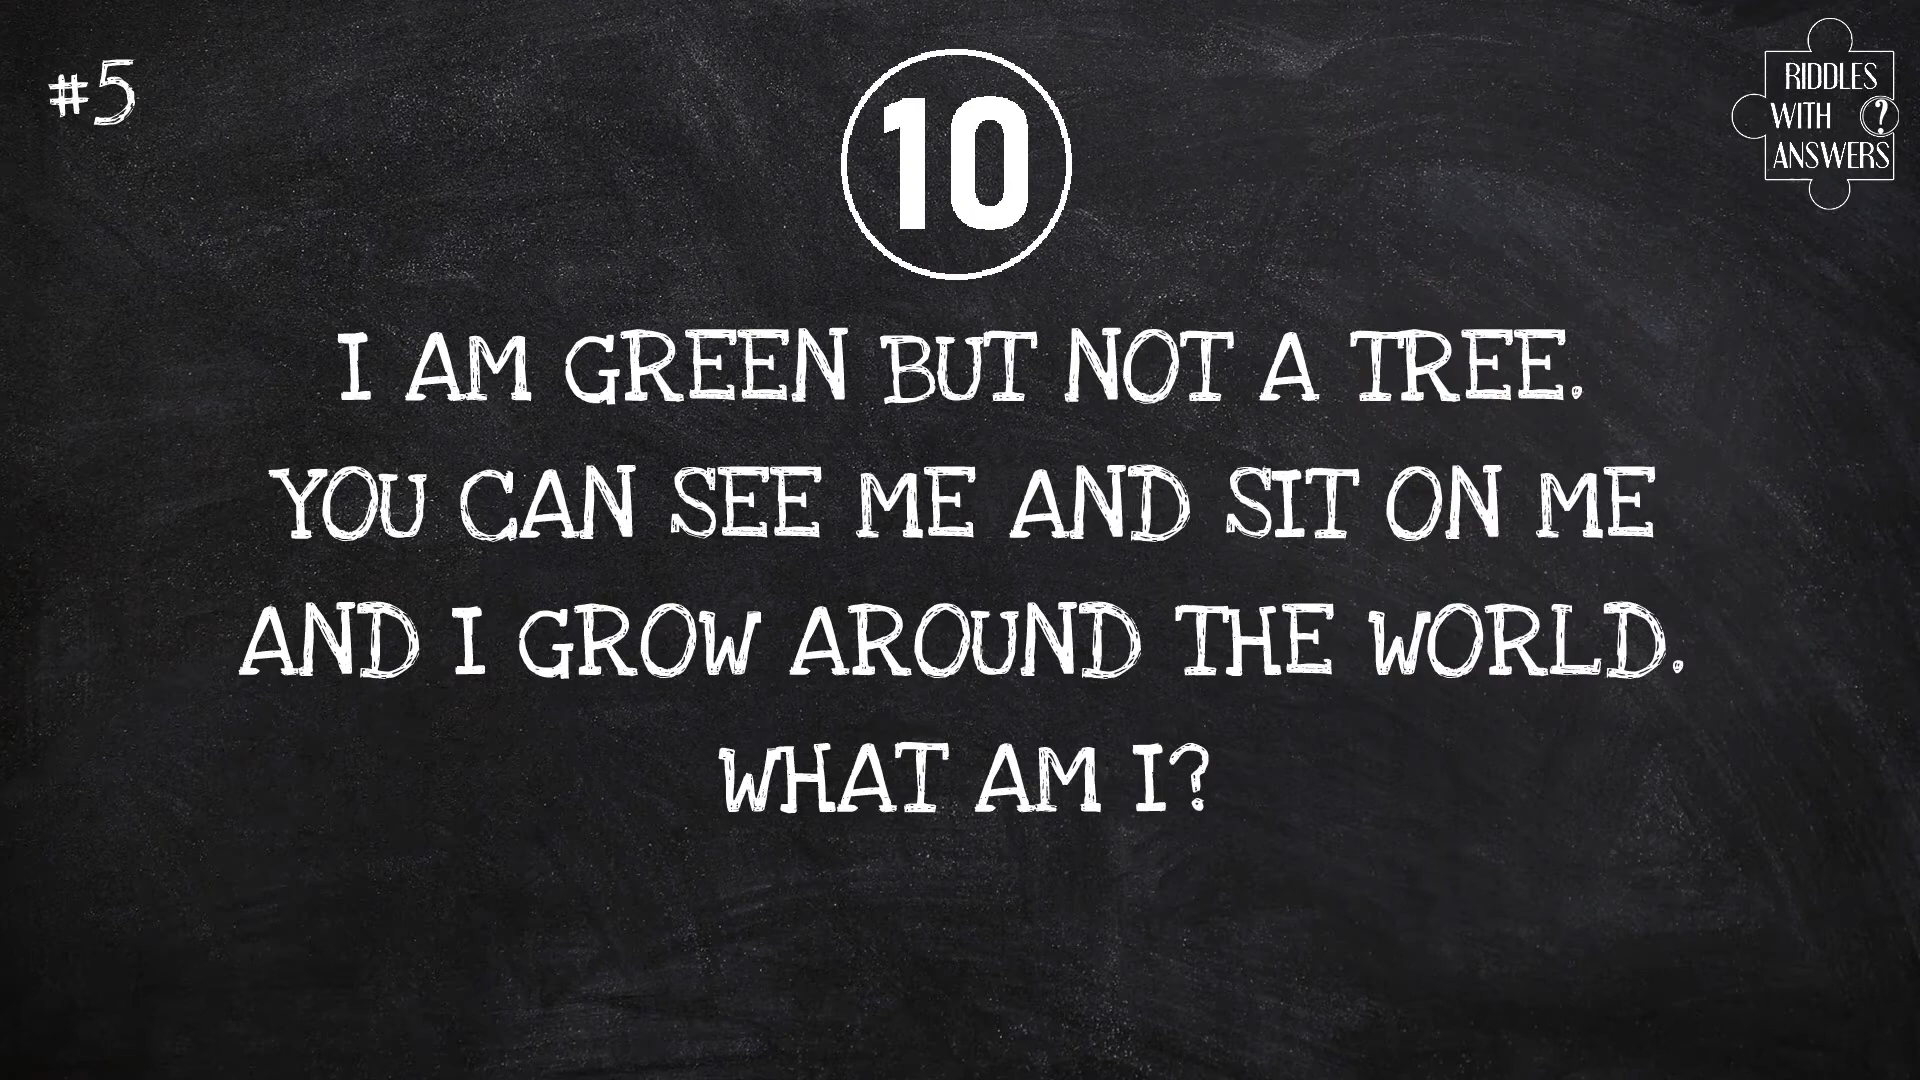 #5
10
RIDDLES
WITH ?
ANSWERS
I AM GREEN BUT NOT A TREE.
YOU CAN SEE ME AND SIT ON ME
AND I GROW AROUND THE WORLD.
WHAT AM I?